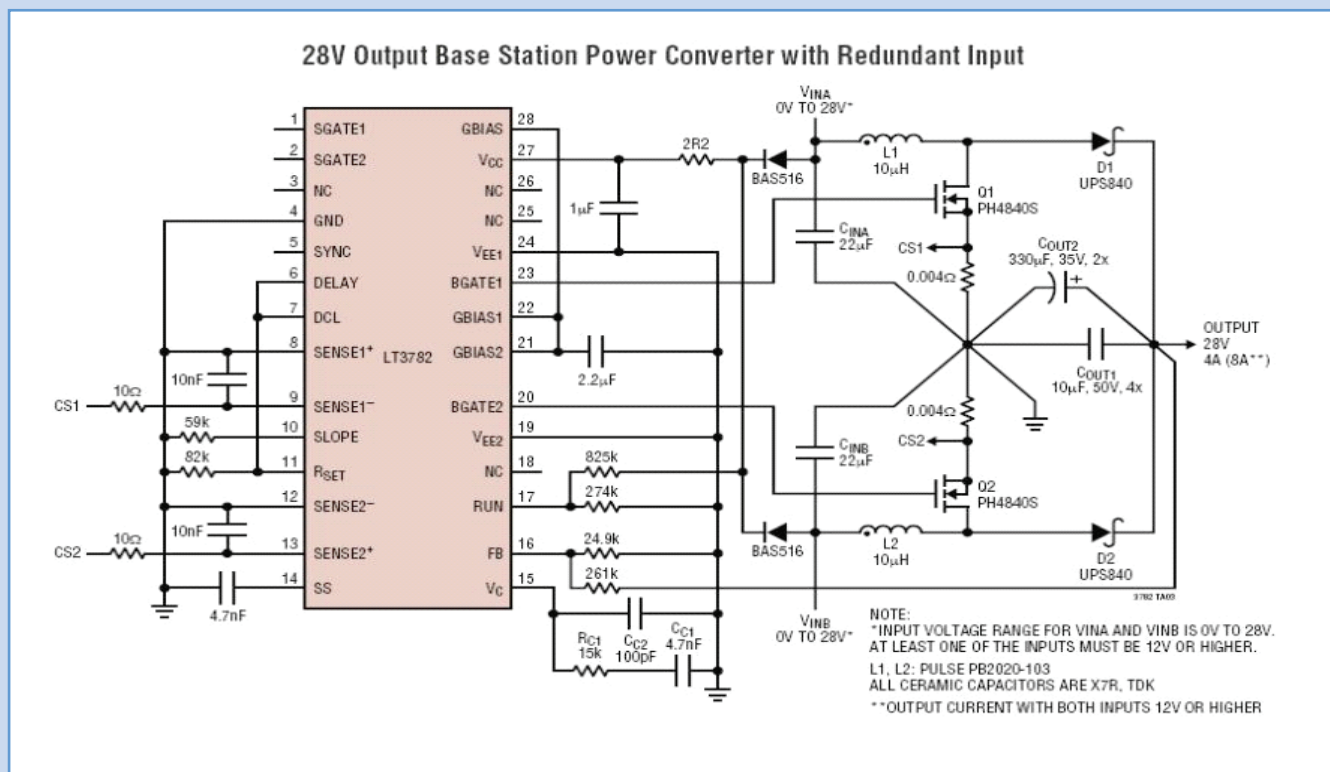 28V Output Base Station Power Converter with Redundant Input
1 SGATE1
2 SGATE2
3 NC
4 GND
5 SYNC
6 DELAY
7 DCL
8 SENSE1+
9 SENSE1–
10 SLOPE
11 RSET
12 SENSE2–
13 SENSE2+
14 SS
LT3782
GBIAS 28
VCC 27
NC 26
NC 25
VEE1 24
BGATE1 23
GBIAS1 22
GBIAS2 21
BGATE2 20
VEE2 19
NC 18
RUN 17
FB 16
VC 15
10nF
CS1
10Ω
59k
82k
10nF
CS2
10Ω
4.7nF
2R2
1µF
2.2µF
825k
274k
24.9k
261k
RC1
15k
CC2
100pF
CC1
4.7nF
VINA
0V TO 28V*
BAS516
L1
10µH
D1
UPS840
Q1
PH4840S
CINA
22µF
CS1
0.004Ω
COUT2
330µF, 35V, 2x
+
OUTPUT
28V
4A (8A**)
COUT1
10µF, 50V, 4x
0.004Ω
CS2
CINB
22µF
Q2
PH4840S
BAS516
L2
10µH
D2
UPS840
3782 TA03
VINB
0V TO 28V*
NOTE:
*INPUT VOLTAGE RANGE FOR VINA AND VINB IS 0V TO 28V.
AT LEAST ONE OF THE INPUTS MUST BE 12V OR HIGHER.
L1, L2: PULSE PB2020-103
ALL CERAMIC CAPACITORS ARE X7R, TDK
**OUTPUT CURRENT WITH BOTH INPUTS 12V OR HIGHER